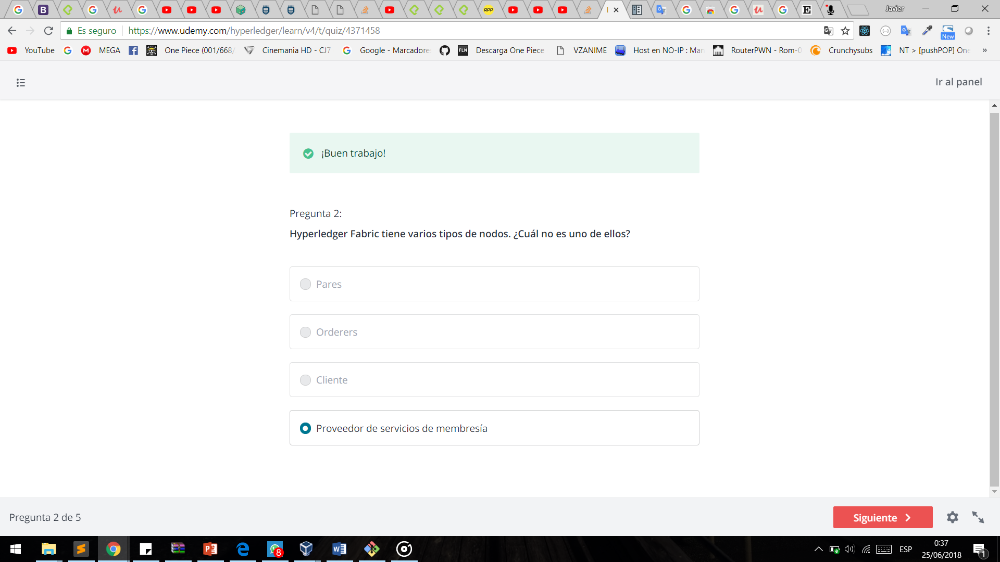 Javier
Es seguro
https://www.udemy.com/hyperledger/learn/v4/t/quiz/4371458
New
YouTube
MEGA
One Piece (001/668/
Cinemania HD - CJ7
Google - Marcadore
FLN
Descarga One Piece
VZANIME
Host en NO-IP : Man
RouterPWN - Rom-0
Crunchysubs
NT > [pushPOP] One
»
Ir al panel
¡Buen trabajo!
Pregunta 2:
Hyperledger Fabric tiene varios tipos de nodos. ¿Cuál no es uno de ellos?
Pares
Orderers
Cliente
Proveedor de servicios de membresía
Pregunta 2 de 5
Siguiente
8
ESP
0:37
25/06/2018
1